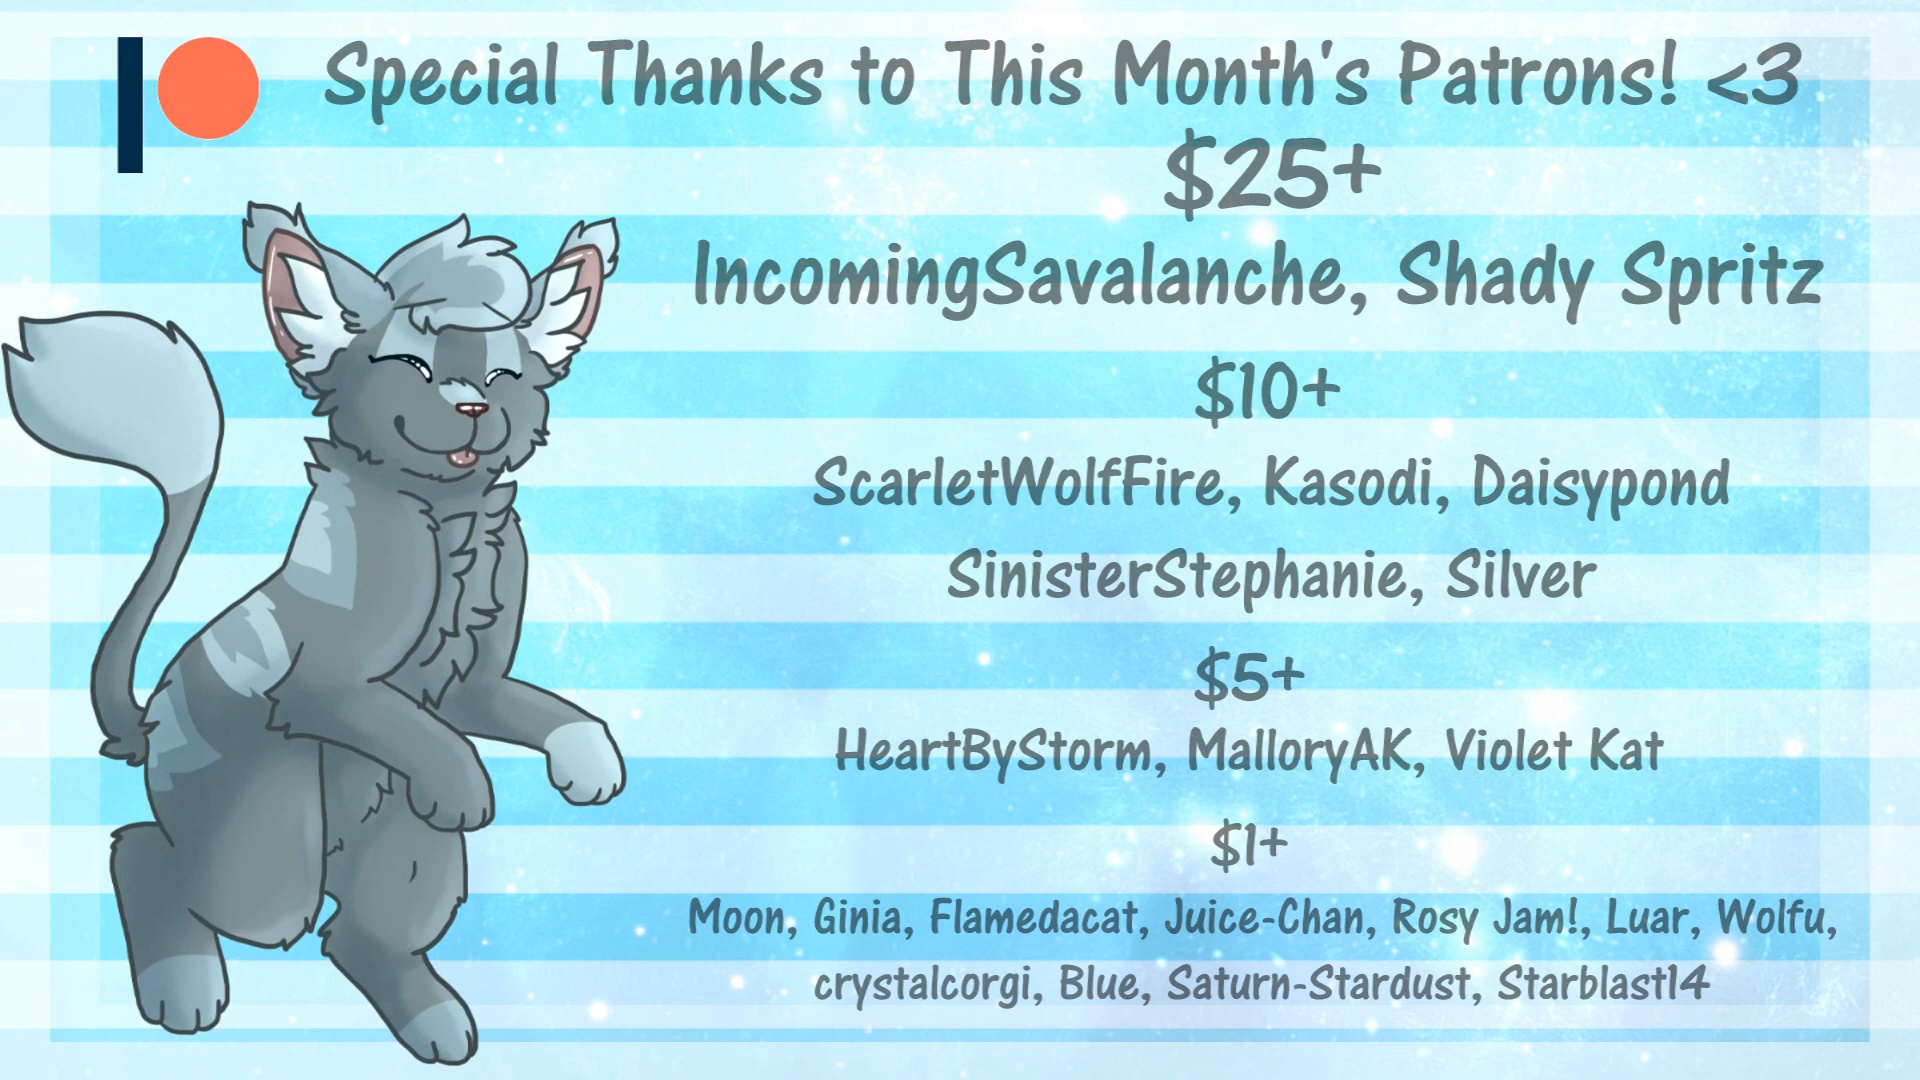 Special Thanks to This Month's Patrons! <3
$25+
IncomingSavalanche, Shady Spritz
$10+
ScarletWolfFire, Kasodi, Daisypond
SinisterStephanie, Silver
$5+
HeartByStorm, MalloryAK, Violet Kat
$1+
Moon, Ginia, Flamedacat, Juice-Chan, Rosy Jam!, Luar, Wolfu,
crystalcorgi, Blue, Saturn-Stardust, Starblast14